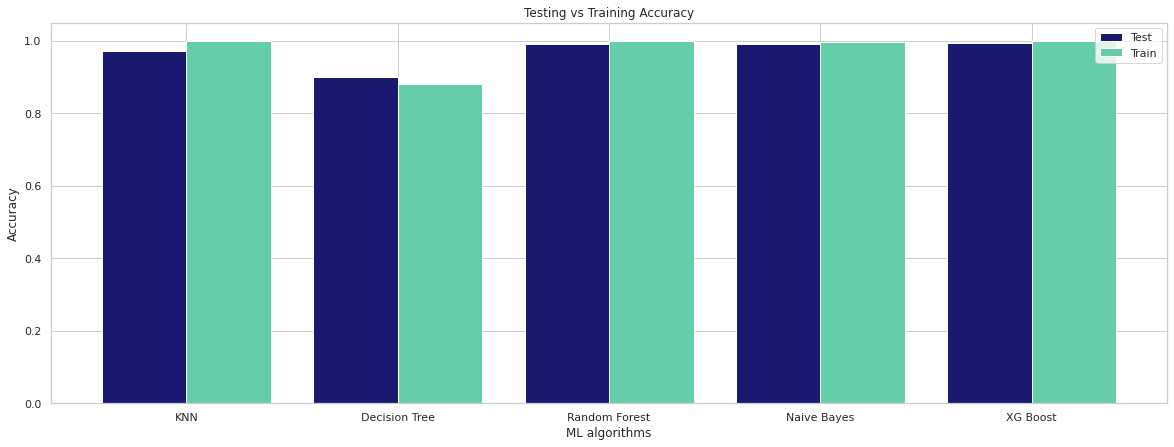 Testing vs Training Accuracy
Test
Train
Accuracy
1.0
0.8
0.6
0.4
0.2
0.0
KNN
Decision Tree
Random Forest
Naive Bayes
XG Boost
ML algorithms